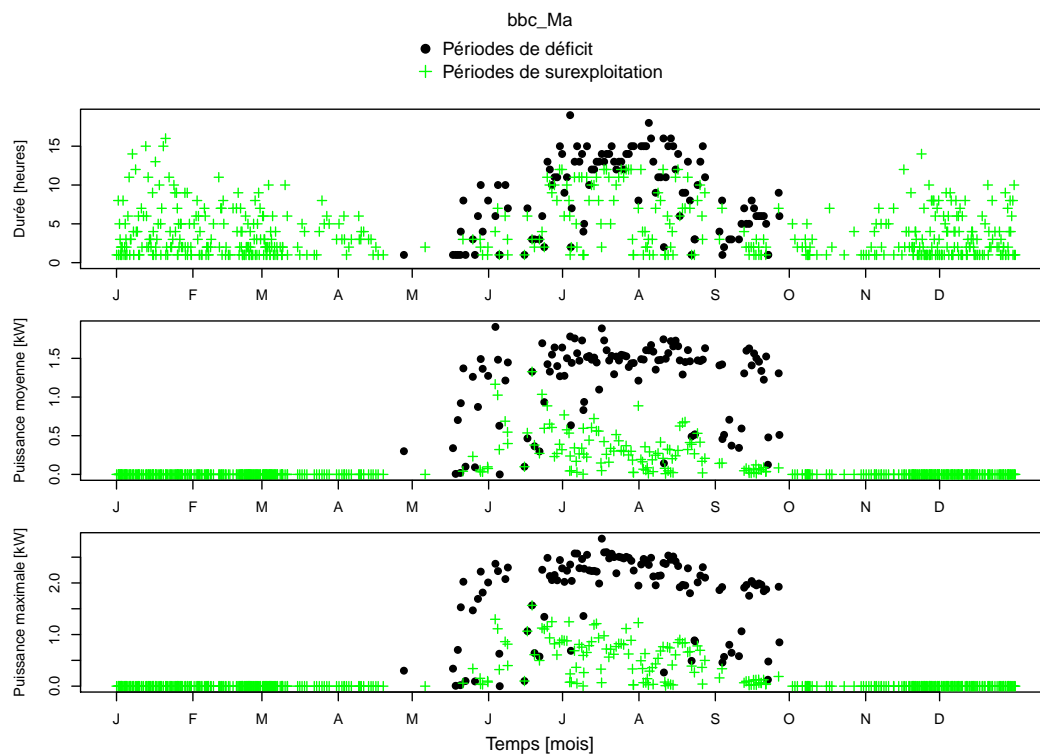 bbc_Ma
Périodes de déficit
Périodes de surexploitation
Durée [heures]
15
10
5
0
J F M A M J J A S O N D
Puissance moyenne [kW]
1.5
1.0
0.5
0.0
J F M A M J J A S O N D
Puissance maximale [kW]
2.0
1.0
0.0
J F M A M J J A S O N D
Temps [mois]